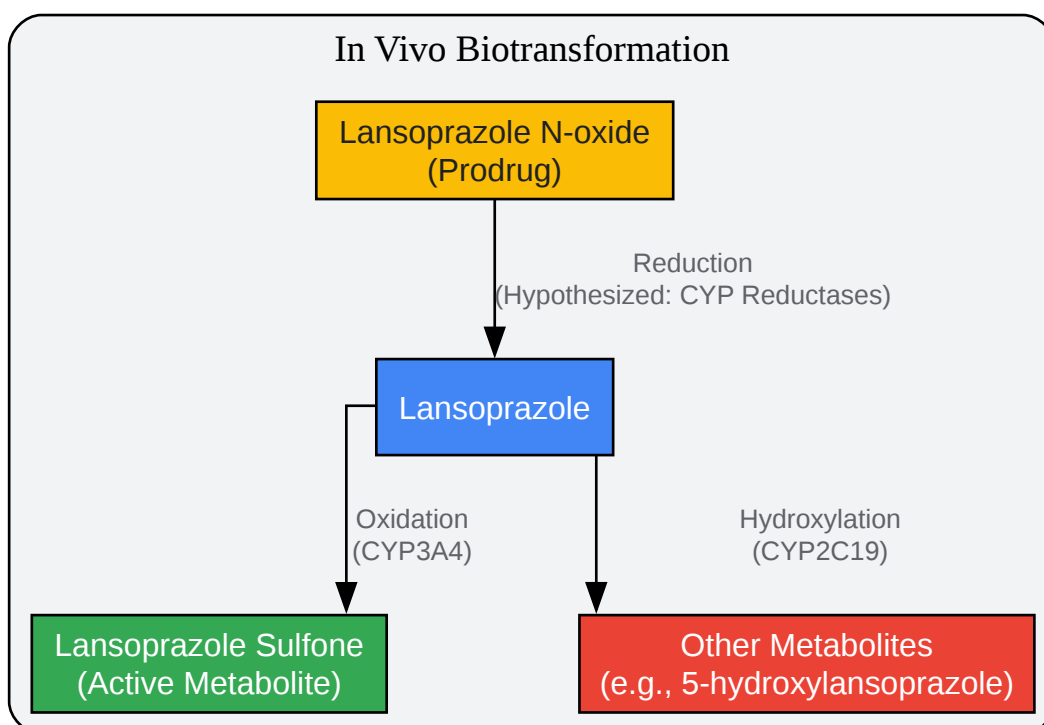 In Vivo Biotransformation
Lansoprazole N-oxide
(Prodrug)
Reduction
(Hypothesized: CYP Reductases)
Lansoprazole
Oxidation
(CYP3A4)
Hydroxylation
(CYP2C19)
Lansoprazole Sulfone
(Active Metabolite)
Other Metabolites
(e.g., 5-hydroxylansoprazole)